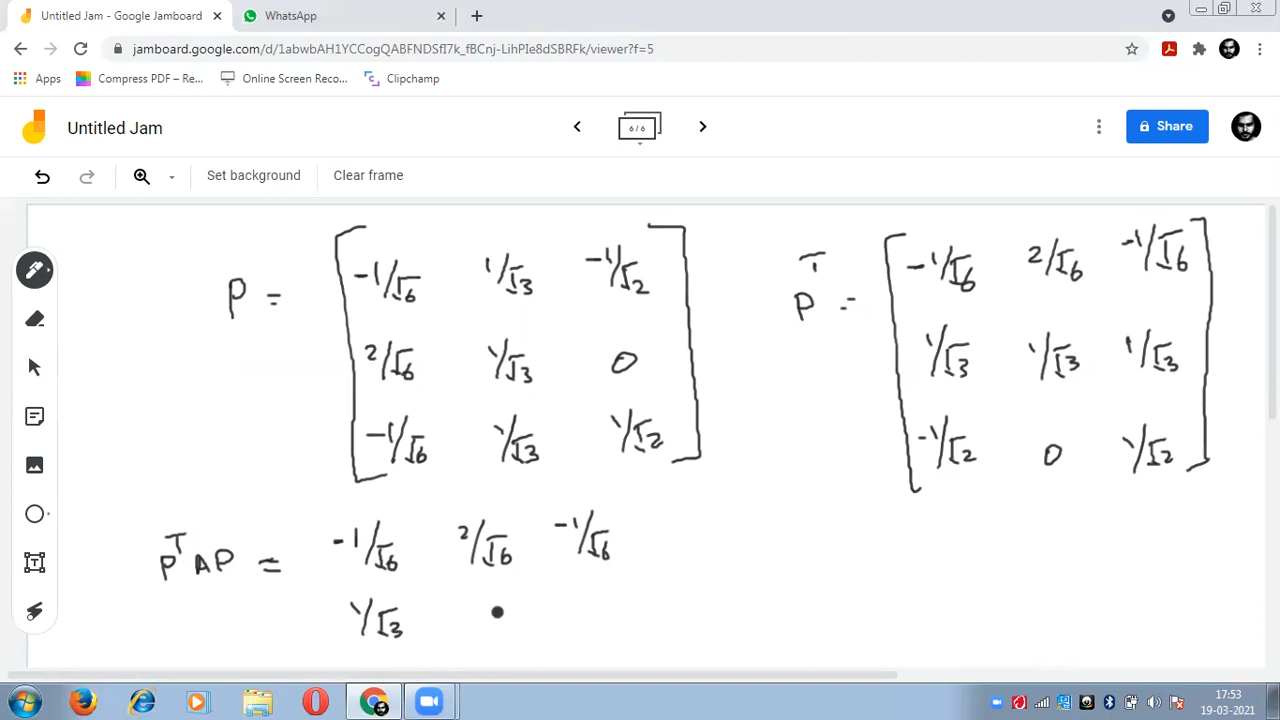 Untitled Jam - Google Jamboard
WhatsApp
jamboard.google.com/d/1abwbAH1YCCogQABFNDSfI7k_fBCnj-LihPIe8dSBRFk/viewer?f=5
Apps Compress PDF – Re... Online Screen Reco... Clipchamp
Untitled Jam
6 / 6
Share
Set background Clear frame
P = [ -1/√6 1/√3 -1/√2
2/√6 1/√3 0
-1/√6 1/√3 1/√2 ]
P^T = [ -1/√6 2/√6 -1/√6
1/√3 1/√3 1/√3
-1/√2 0 1/√2 ]
P^T AP = -1/√6 2/√6 -1/√6
1/√3
17:53
19-03-2021